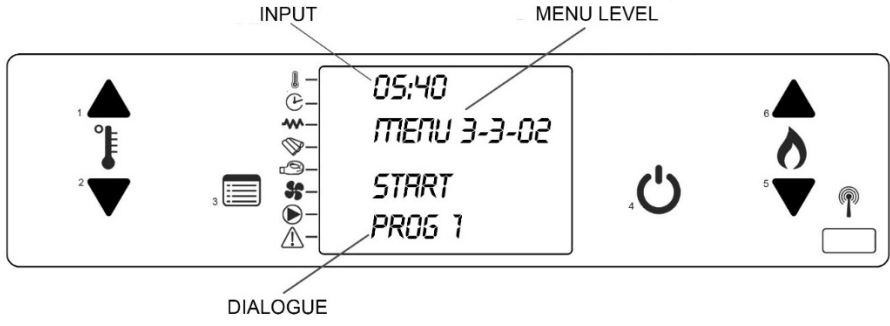 INPUT
MENU LEVEL
05:40
MENU 3-3-02
START
PROG 1
1
2
3
4
6
5
DIALOGUE